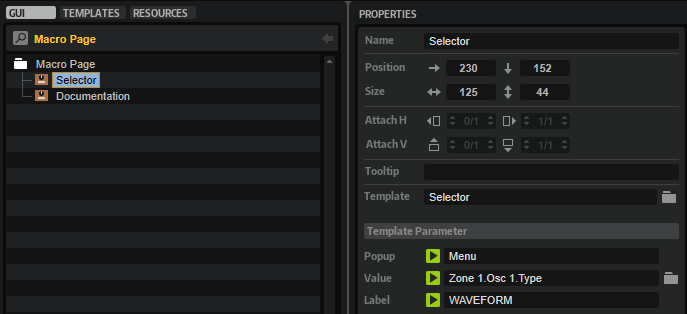 GUI TEMPLATES RESOURCES
Macro Page
Macro Page
Selector
Documentation
PROPERTIES
Name Selector
Position 230 152
Size 125 44
Attach H 0/1 1/1
Attach V 0/1 1/1
Tooltip
Template Selector
Template Parameter
Popup Menu
Value Zone 1.Osc 1.Type
Label WAVEFORM